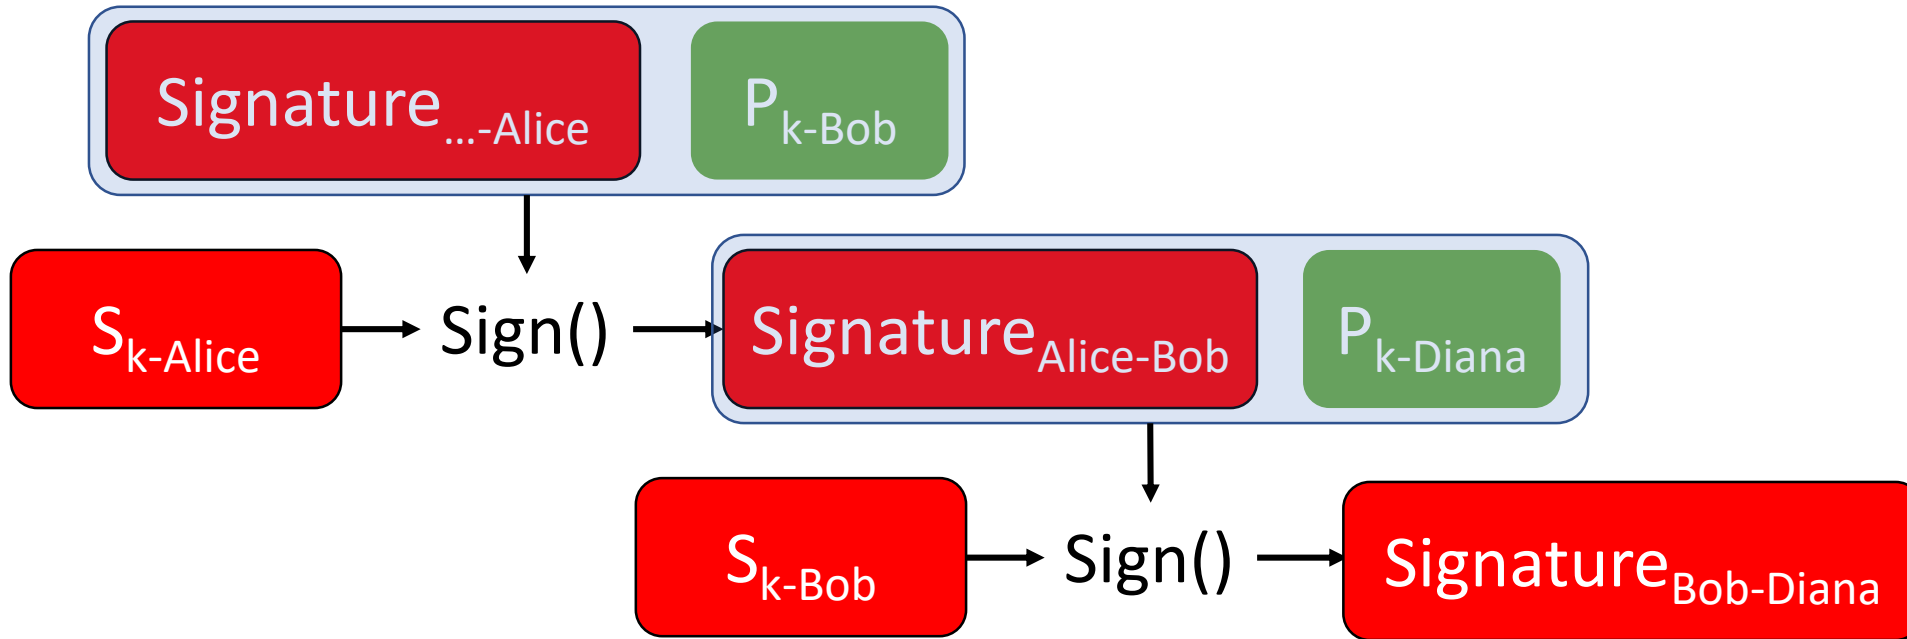 Signature...-Alice
Pk-Bob
Sk-Alice
Sign()
SignatureAlice-Bob
Pk-Diana
Sk-Bob
Sign()
SignatureBob-Diana